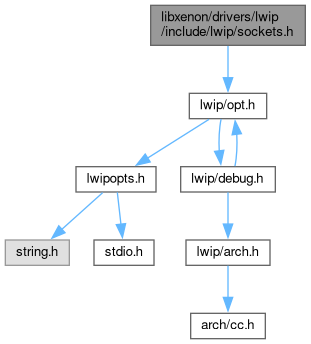 libxenon/drivers/lwip
/include/lwip/sockets.h
lwip/opt.h
lwipopts.h
lwip/debug.h
string.h
stdio.h
lwip/arch.h
arch/cc.h